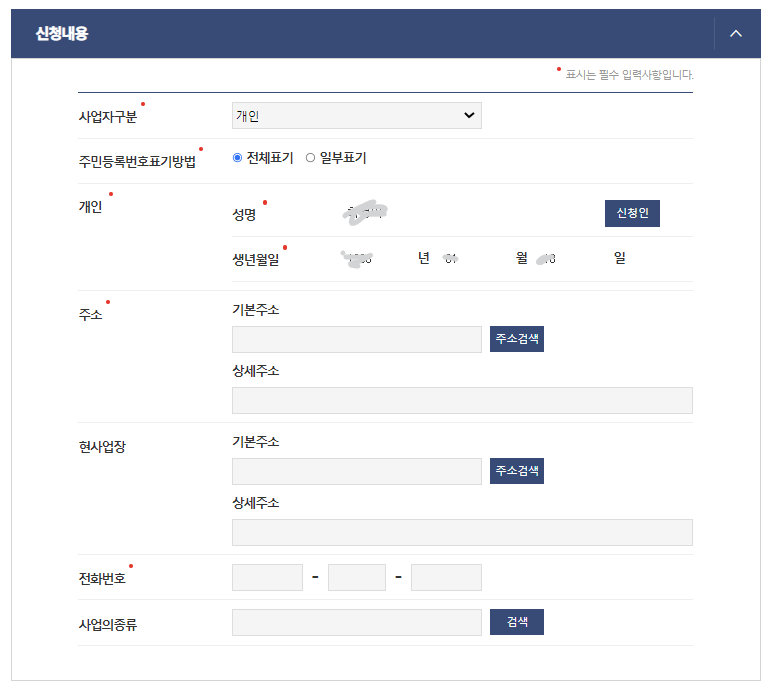 신청내용
표시는 필수 입력사항입니다.
사업자구분 개인
주민등록번호표기방법 전체표기 일부표기
개인 성명 신청인
생년월일 년 월 일
주소 기본주소
주소검색
상세주소
현사업장 기본주소
주소검색
상세주소
전화번호 - -
사업의종류 검색